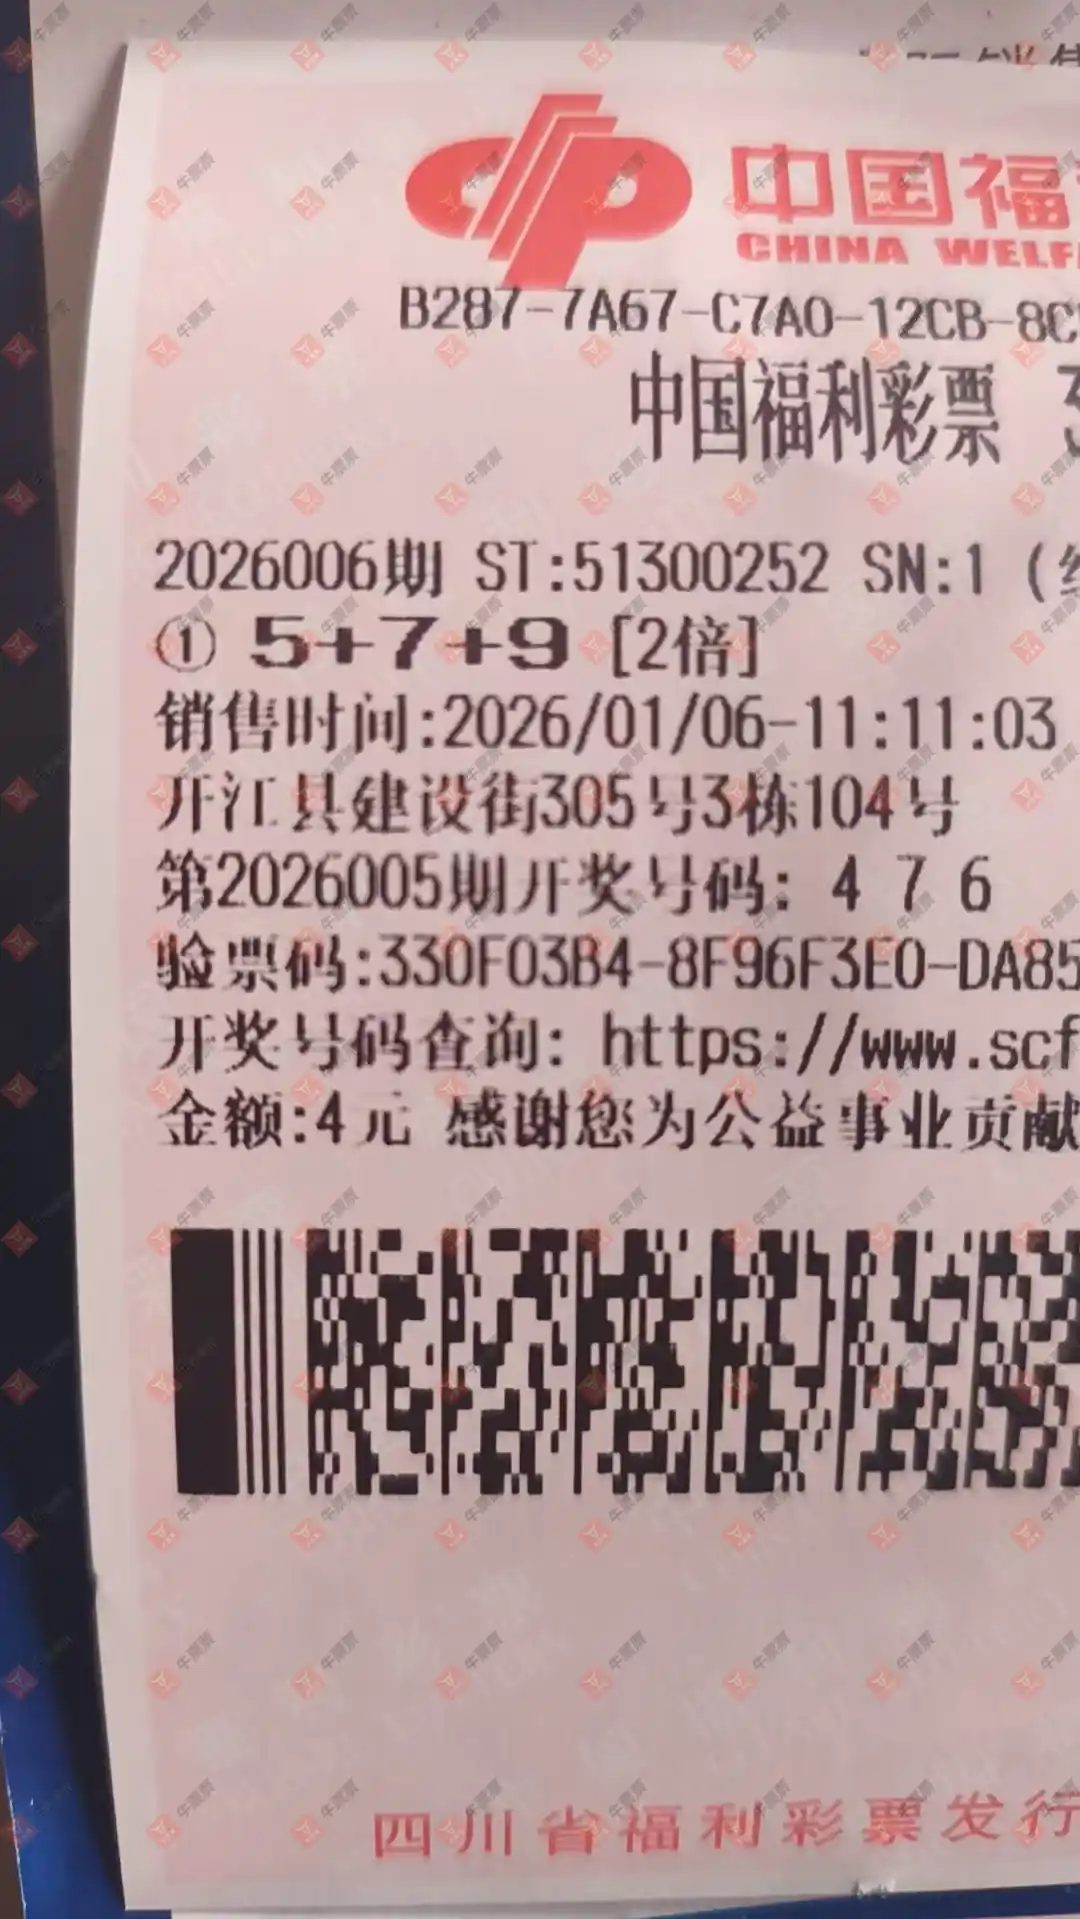 中国福
CHINA WELF
B287-7A67-C7A0-12CB-8C
中国福利彩票 3
2026006期 ST:51300252 SN:1 (
① 5+7+9 [2倍]
销售时间:2026/01/06-11:11:03
开江县建设街305号3栋104号
第2026005期开奖号码: 4 7 6
验票码:330F03B4-8F96F3E0-DA85
开奖号码查询: https://www.scf
金额:4元 感谢您为公益事业贡献
四川省福利彩票发行
牛票票